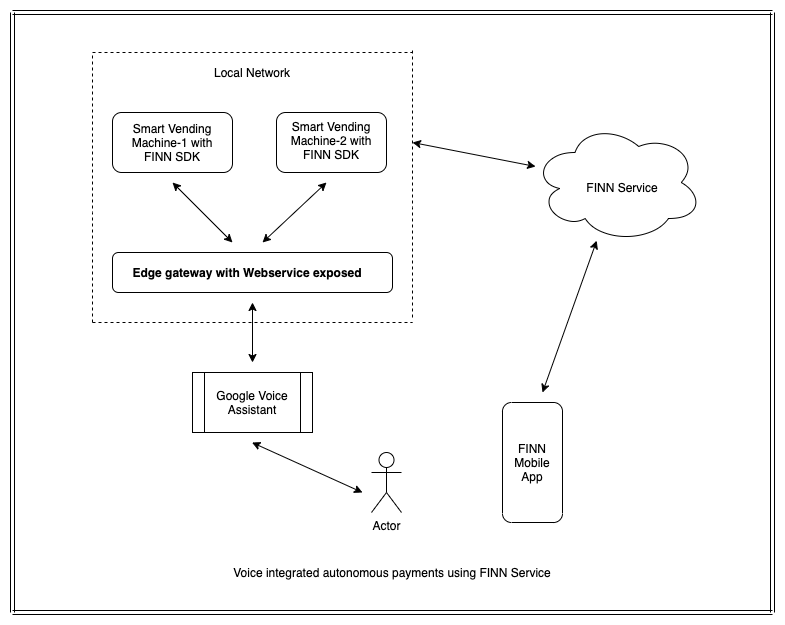 Local Network
Smart Vending
Machine-1 with
FINN SDK
Smart Vending
Machine-2 with
FINN SDK
FINN Service
Edge gateway with Webservice exposed
Google Voice
Assistant
FINN
Mobile
App
Actor
Voice integrated autonomous payments using FINN Service